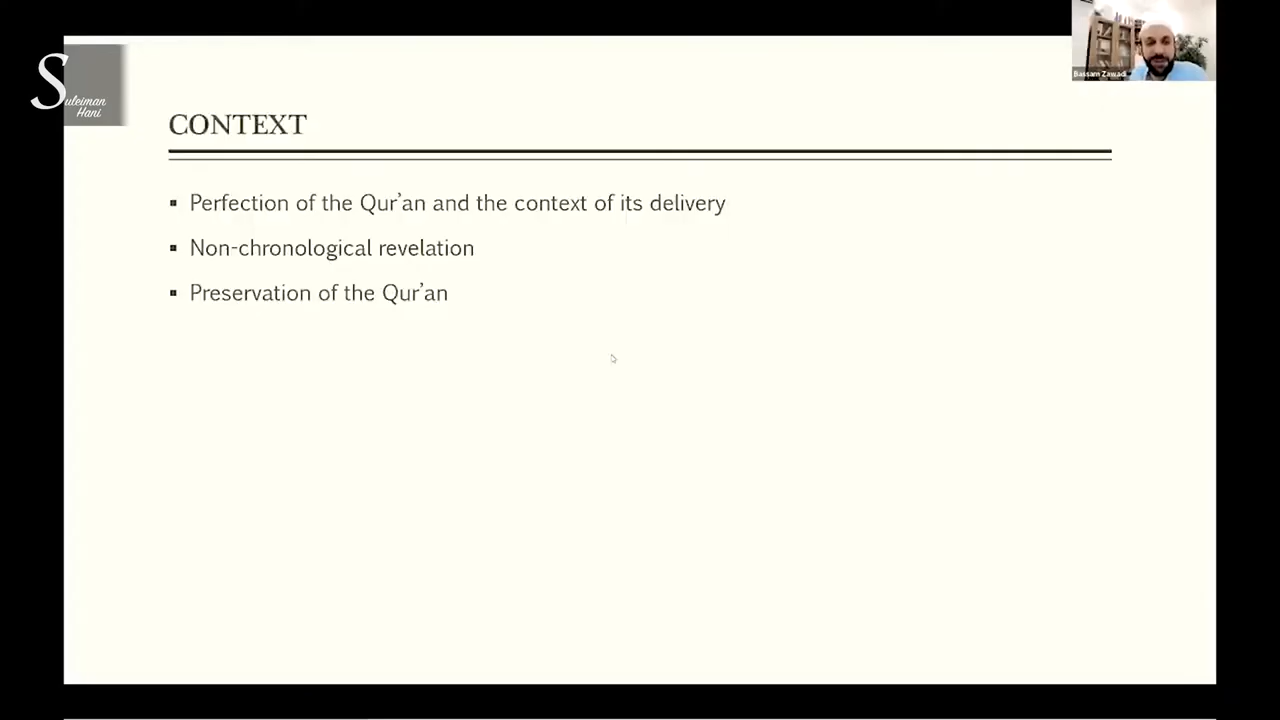 Suleiman
Hani
Bassam Zawadi
CONTEXT
Perfection of the Qur’an and the context of its delivery
Non-chronological revelation
Preservation of the Qur’an